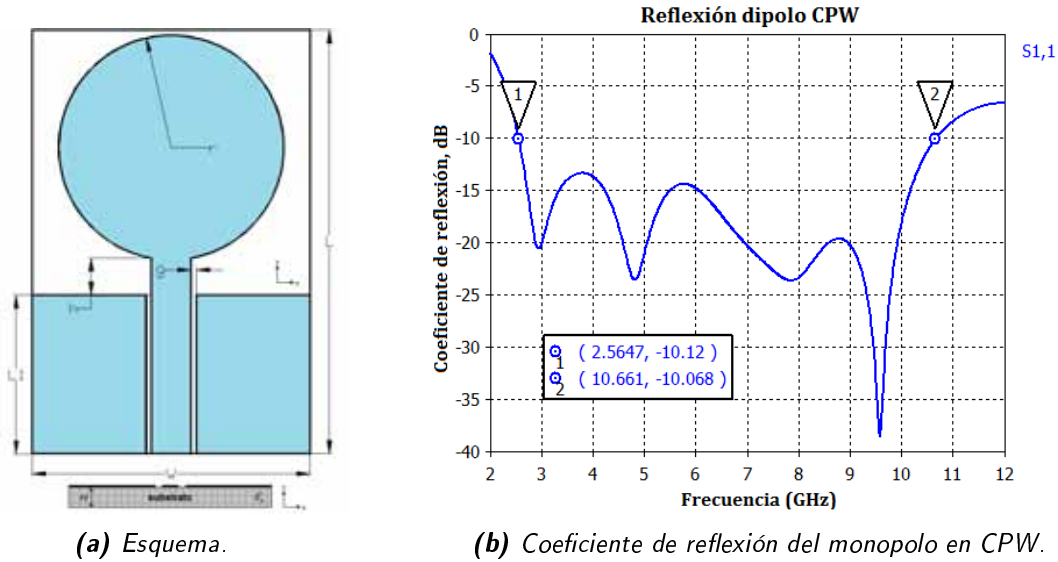 Reflexión dipolo CPW
S1,1
Coeficiente de reflexión, dB
0
-5
-10
-15
-20
-25
-30
-35
-40
1
2
1 ( 2.5647, -10.12 )
2 ( 10.661, -10.068 )
2 3 4 5 6 7 8 9 10 11 12
Frecuencia (GHz)
substrato
(a) Esquema.
(b) Coeficiente de reflexión del monopolo en CPW.